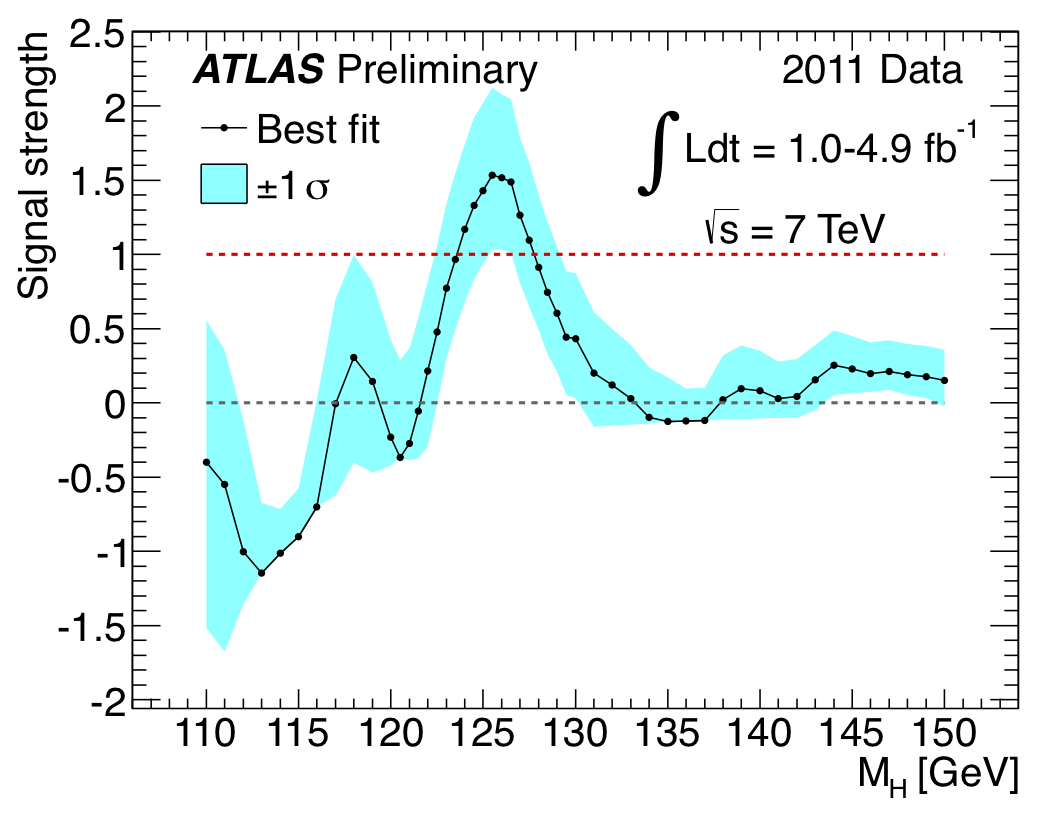 Signal strength
2.5
2
1.5
1
0.5
0
-0.5
-1
-1.5
-2
ATLAS Preliminary
2011 Data
Best fit
±1 σ
∫ Ldt = 1.0-4.9 fb⁻¹
√s = 7 TeV
110 115 120 125 130 135 140 145 150
M_H [GeV]